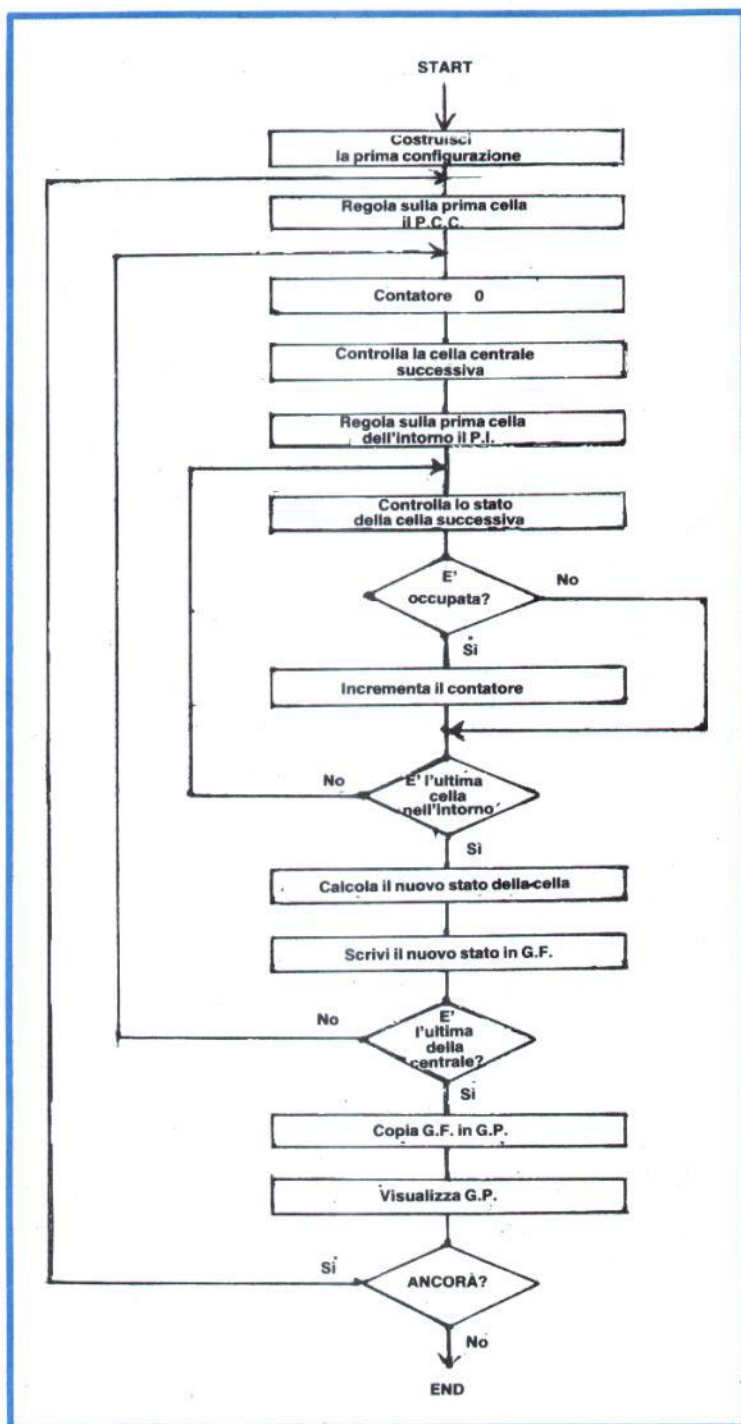 START
Costruisci
la prima configurazione
Regola sulla prima cella
il P.C.C.
Contatore 0
Controlla la cella centrale
successiva
Regola sulla prima cella
dell'intorno il P.I.
Controlla lo stato
della cella successiva
E'
occupata?
No
Sì
Incrementa il contatore
No
E' l'ultima
cella
nell'intorno
Sì
Calcola il nuovo stato della-cella
Scrivi il nuovo stato in G.F.
No
E'
l'ultima
della
centrale?
Sì
Copia G.F. in G.P.
Visualizza G.P.
Sì
ANCORÀ?
No
END